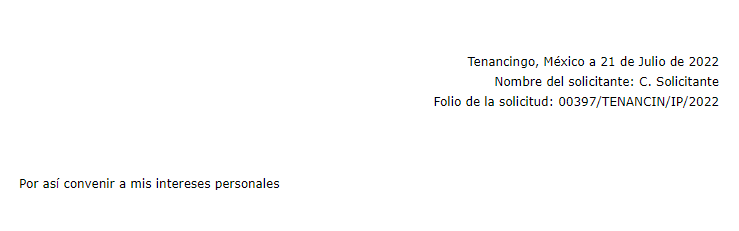 Tenancingo, México a 21 de Julio de 2022
Nombre del solicitante: C. Solicitante
Folio de la solicitud: 00397/TENANCIN/IP/2022
Por así convenir a mis intereses personales